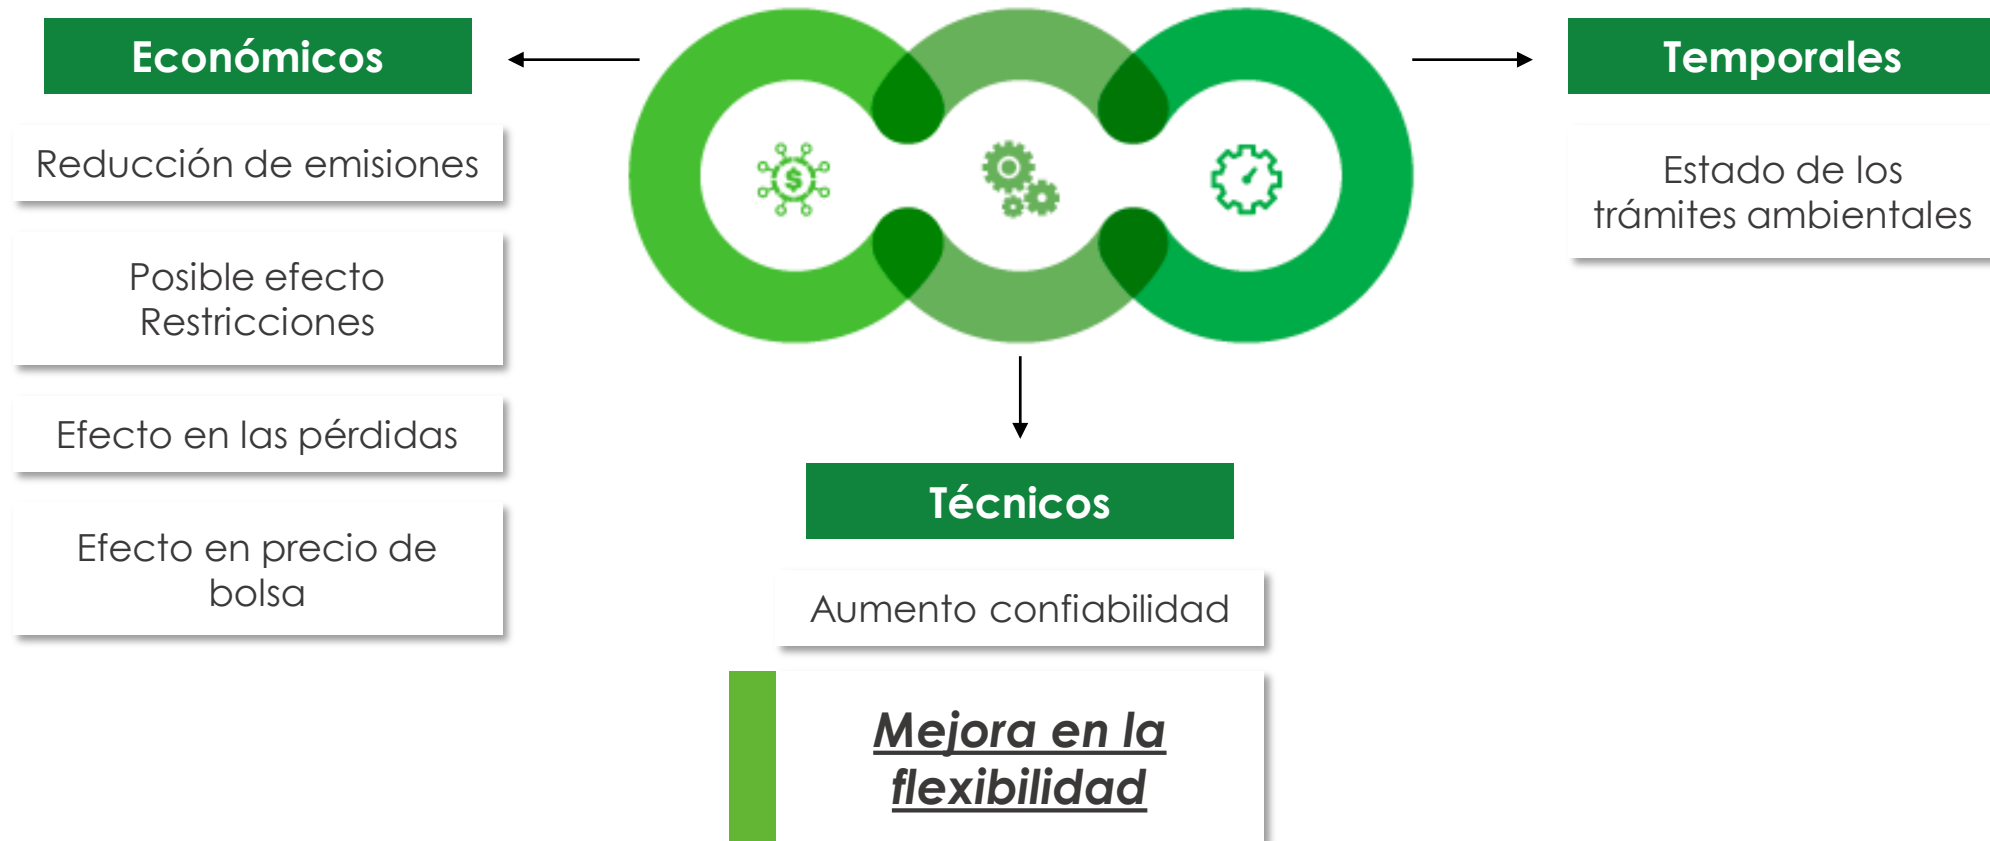 Económicos
Reducción de emisiones
Posible efecto
Restricciones
Efecto en las pérdidas
Efecto en precio de
bolsa
$
Técnicos
Aumento confiabilidad
Mejora en la
flexibilidad
Temporales
Estado de los
trámites ambientales